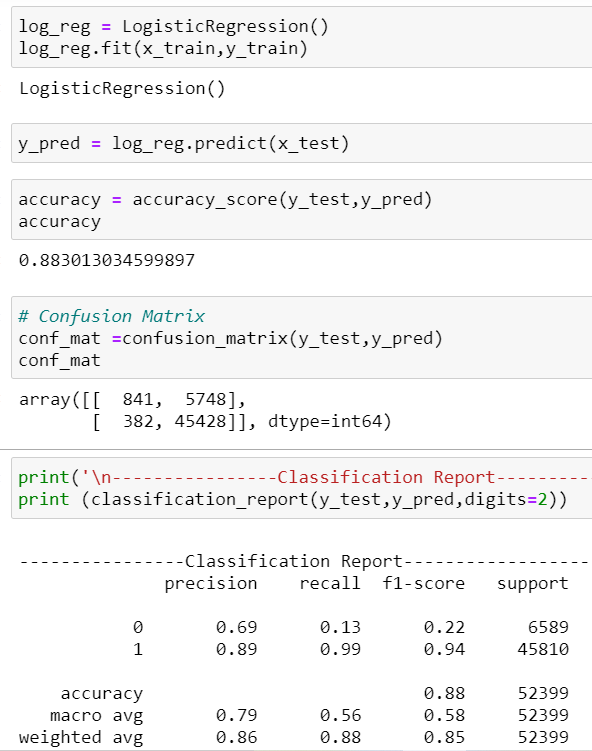 log_reg = LogisticRegression()
log_reg.fit(x_train,y_train)
LogisticRegression()
y_pred = log_reg.predict(x_test)
accuracy = accuracy_score(y_test,y_pred)
accuracy
0.883013034599897
# Confusion Matrix
conf_mat =confusion_matrix(y_test,y_pred)
conf_mat
array([[  841,  5748],
       [  382, 45428]], dtype=int64)
print('\n----------------Classification Report---------
print (classification_report(y_test,y_pred,digits=2))
----------------Classification Report------------------
              precision    recall  f1-score   support
           0       0.69      0.13      0.22      6589
           1       0.89      0.99      0.94     45810
    accuracy                           0.88     52399
   macro avg       0.79      0.56      0.58     52399
weighted avg       0.86      0.88      0.85     52399